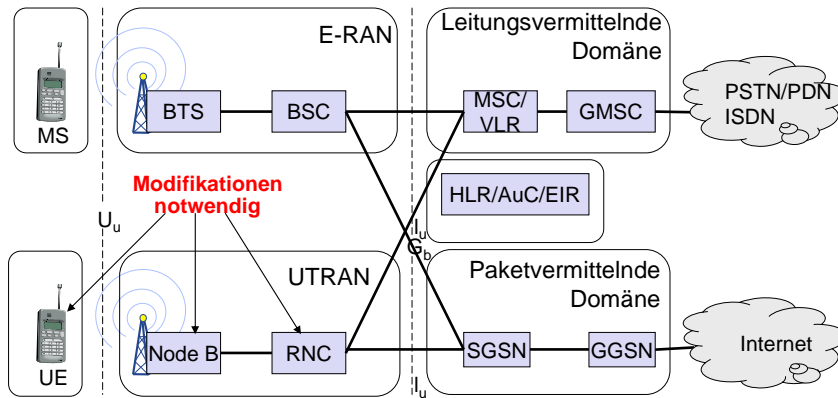 E-RAN
Leitungsvermittelnde
Domäne
MS
BTS
BSC
MSC/
VLR
GMSC
PSTN/PDN
ISDN
Modifikationen
notwendig
HLR/AuC/EIR
Uu
Iu
Gb
UTRAN
Paketvermittelnde
Domäne
UE
Node B
RNC
SGSN
GGSN
Internet
Iu